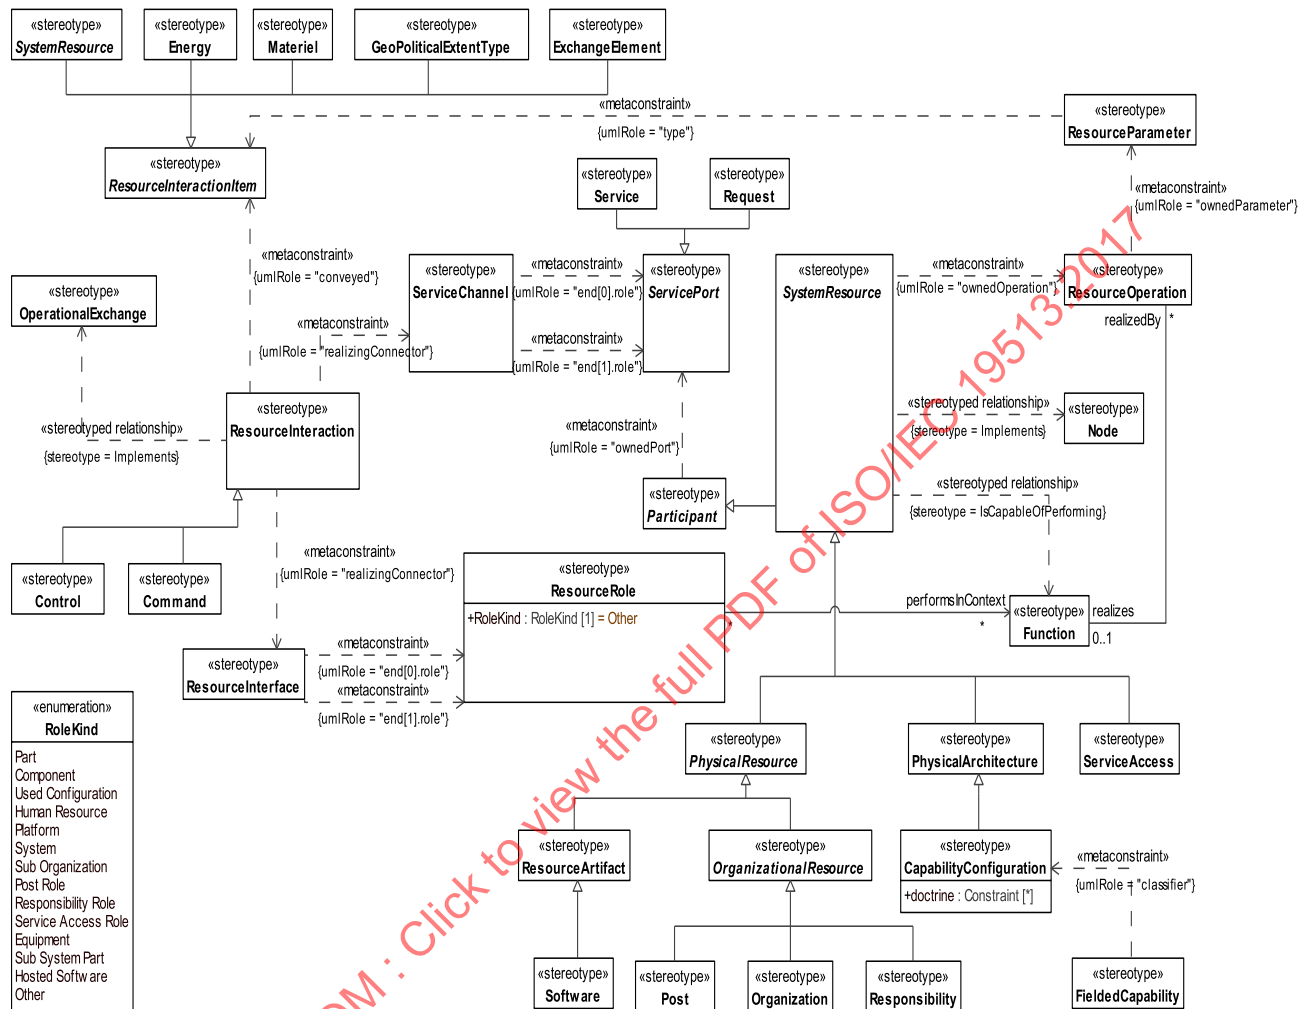 «stereotype»
SystemResource
«stereotype»
Energy
«stereotype»
Materiel
«stereotype»
GeoPoliticalExtentType
«stereotype»
ExchangeElement
«metaconstraint»
{umlRole = "type"}
«stereotype»
ResourceParameter
«stereotype»
ResourceInteractionItem
«stereotype»
Service
«stereotype»
Request
«metaconstraint»
{umlRole = "ownedParameter"}
«metaconstraint»
{umlRole = "conveyed"}
«stereotype»
ServiceChannel
«metaconstraint»
{umlRole = "end[0].role"}
«metaconstraint»
{umlRole = "end[1].role"}
«stereotype»
ServicePort
«stereotype»
SystemResource
«metaconstraint»
{umlRole = "ownedOperation"}
«stereotype»
ResourceOperation
realizedBy
*
«stereotype»
OperationalExchange
«metaconstraint»
{umlRole = "realizingConnector"}
«stereotyped relationship»
{stereotype = Implements}
«stereotype»
ResourceInteraction
«metaconstraint»
{umlRole = "ownedPort"}
«stereotyped relationship»
{stereotype = Implements}
«stereotype»
Node
«stereotype»
Participant
«stereotyped relationship»
{stereotype = IsCapableOfPerforming}
«stereotype»
Control
«stereotype»
Command
«metaconstraint»
{umlRole = "realizingConnector"}
«stereotype»
ResourceRole
+RoleKind : RoleKind [1] = Other
*
performsInContext
*
«stereotype»
Function
realizes
0..1
«stereotype»
ResourceInterface
«metaconstraint»
{umlRole = "end[0].role"}
«metaconstraint»
{umlRole = "end[1].role"}
«enumeration»
RoleKind
Part
Component
Used Configuration
Human Resource
Platform
System
Sub Organization
Post Role
Responsibility Role
Service Access Role
Equipment
Sub System Part
Hosted Software
Other
«stereotype»
PhysicalResource
«stereotype»
PhysicalArchitecture
«stereotype»
ServiceAccess
«stereotype»
ResourceArtifact
«stereotype»
OrganizationalResource
«stereotype»
CapabilityConfiguration
+doctrine : Constraint [*]
«metaconstraint»
{umlRole = "classifier"}
«stereotype»
Software
«stereotype»
Post
«stereotype»
Organization
«stereotype»
Responsibility
«stereotype»
FieldedCapability
OM : Click to view the full PDF of ISO/IEC 19513:2017